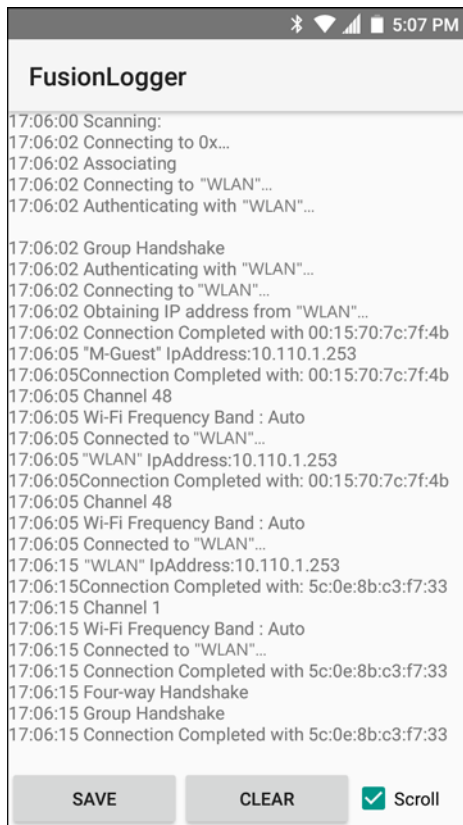 5:07 PM
FusionLogger
17:06:00 Scanning:
17:06:02 Connecting to 0x...
17:06:02 Associating
17:06:02 Connecting to "WLAN"...
17:06:02 Authenticating with "WLAN"...
17:06:02 Group Handshake
17:06:02 Authenticating with "WLAN"...
17:06:02 Connecting to "WLAN"...
17:06:02 Obtaining IP address from "WLAN"...
17:06:02 Connection Completed with 00:15:70:7c:7f:4b
17:06:05 "M-Guest" IpAddress:10.110.1.253
17:06:05Connection Completed with: 00:15:70:7c:7f:4b
17:06:05 Channel 48
17:06:05 Wi-Fi Frequency Band : Auto
17:06:05 Connected to "WLAN"...
17:06:05 "WLAN" IpAddress:10.110.1.253
17:06:05Connection Completed with: 00:15:70:7c:7f:4b
17:06:05 Channel 48
17:06:05 Wi-Fi Frequency Band : Auto
17:06:05 Connected to "WLAN"...
17:06:15 "WLAN" IpAddress:10.110.1.253
17:06:15Connection Completed with: 5c:0e:8b:c3:f7:33
17:06:15 Channel 1
17:06:15 Wi-Fi Frequency Band : Auto
17:06:15 Connected to "WLAN"...
17:06:15 Connection Completed with 5c:0e:8b:c3:f7:33
17:06:15 Four-way Handshake
17:06:15 Group Handshake
17:06:15 Connection Completed with 5c:0e:8b:c3:f7:33
SAVE CLEAR Scroll